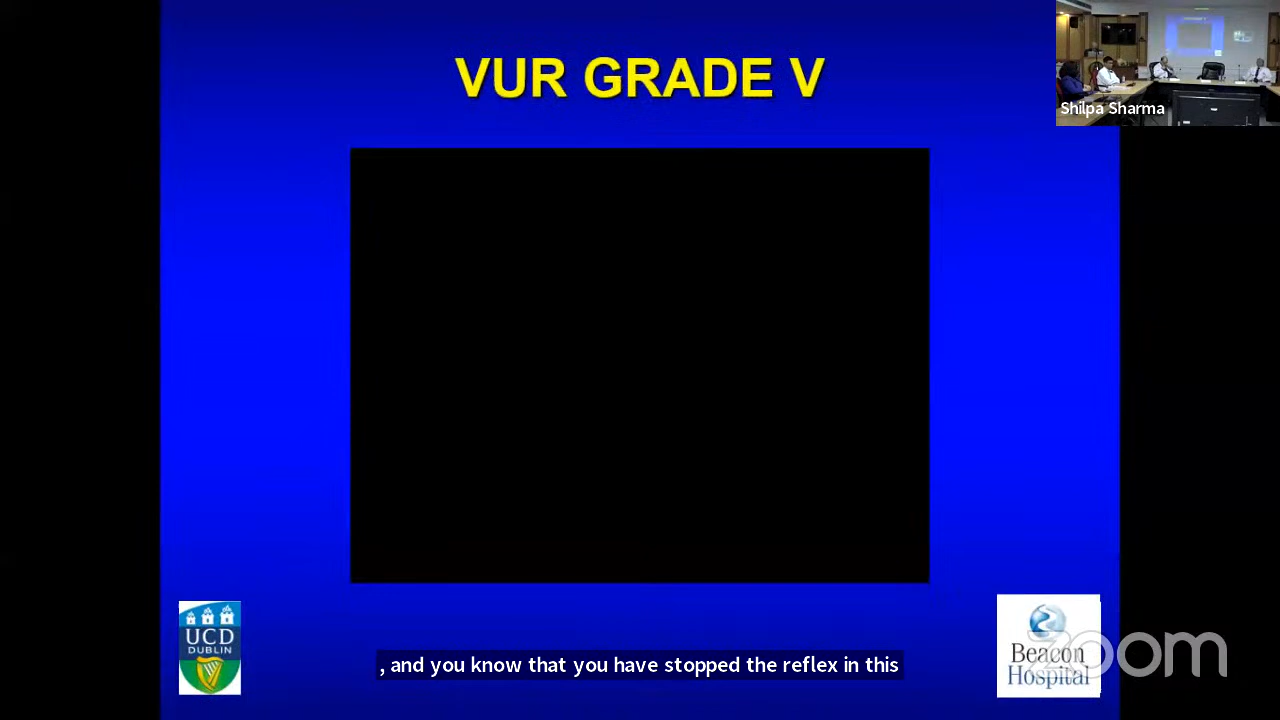 VUR GRADE V
Shilpa Sharma
UCD
DUBLIN
, and you know that you have stopped the reflex in this
Beacon
Hospital
zoom